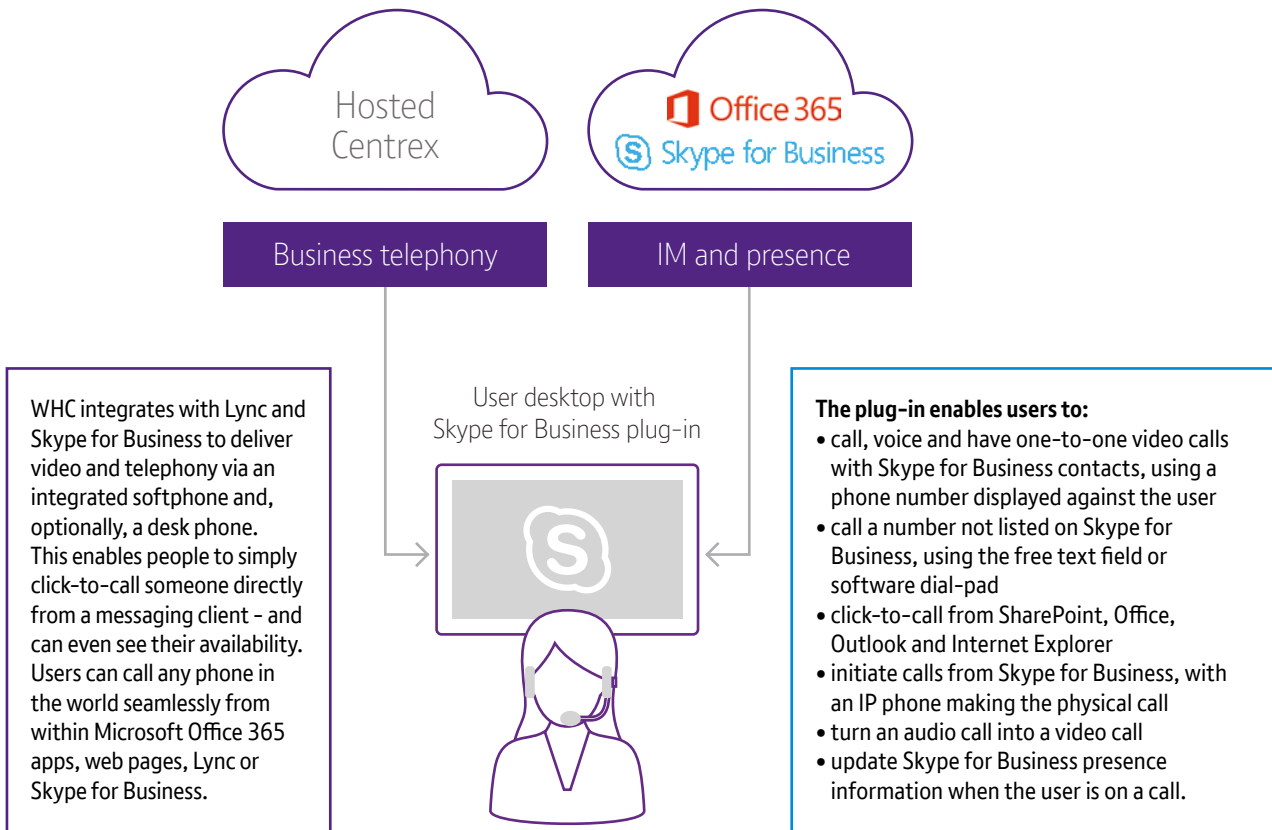 Hosted
Centrex
Office 365
Skype for Business
Business telephony
IM and presence
User desktop with
Skype for Business plug-in
WHC integrates with Lync and
Skype for Business to deliver
video and telephony via an
integrated softphone and,
optionally, a desk phone.
This enables people to simply
click-to-call someone directly
from a messaging client - and
can even see their availability.
Users can call any phone in
the world seamlessly from
within Microsoft Office 365
apps, web pages, Lync or
Skype for Business.
The plug-in enables users to:
• call, voice and have one-to-one video calls
with Skype for Business contacts, using a
phone number displayed against the user
• call a number not listed on Skype for
Business, using the free text field or
software dial-pad
• click-to-call from SharePoint, Office,
Outlook and Internet Explorer
• initiate calls from Skype for Business, with
an IP phone making the physical call
• turn an audio call into a video call
• update Skype for Business presence
information when the user is on a call.